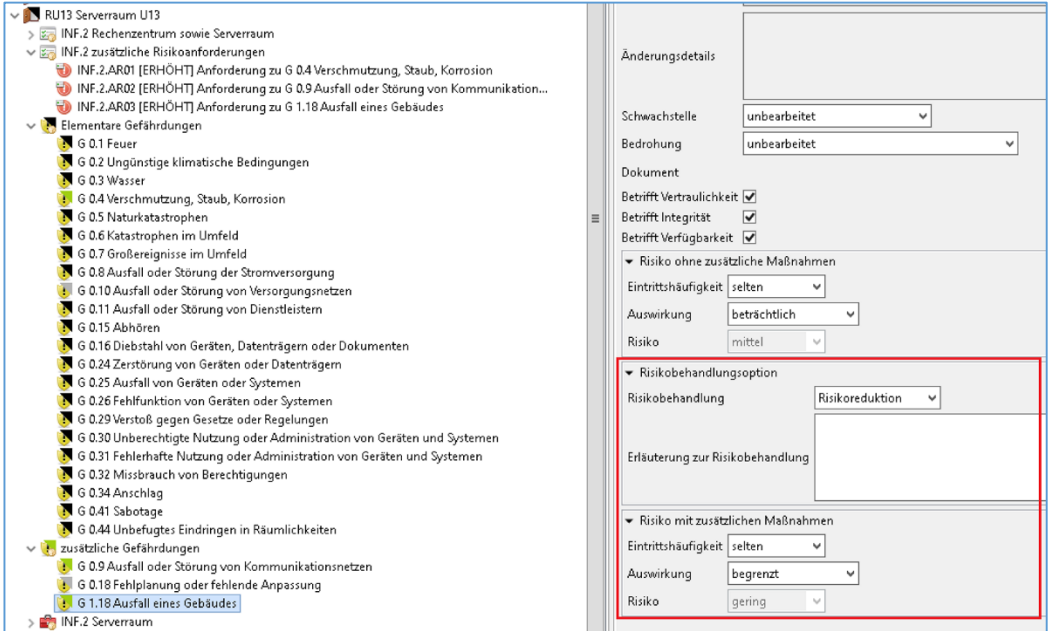 RU13 Serverraum U13
INF.2 Rechenzentrum sowie Serverraum
INF.2 zusätzliche Risikoanforderungen
INF.2.AR01 [ERHÖHT] Anforderung zu G 0.4 Verschmutzung, Staub, Korrosion
INF.2.AR02 [ERHÖHT] Anforderung zu G 0.9 Ausfall oder Störung von Kommunikation...
INF.2.AR03 [ERHÖHT] Anforderung zu G 1.18 Ausfall eines Gebäudes
Elementare Gefährdungen
G 0.1 Feuer
G 0.2 Ungünstige klimatische Bedingungen
G 0.3 Wasser
G 0.4 Verschmutzung, Staub, Korrosion
G 0.5 Naturkatastrophen
G 0.6 Katastrophen im Umfeld
G 0.7 Großereignisse im Umfeld
G 0.8 Ausfall oder Störung der Stromversorgung
G 0.10 Ausfall oder Störung von Versorgungsnetzen
G 0.11 Ausfall oder Störung von Dienstleistern
G 0.15 Abhören
G 0.16 Diebstahl von Geräten, Datenträgern oder Dokumenten
G 0.24 Zerstörung von Geräten oder Datenträgern
G 0.25 Ausfall von Geräten oder Systemen
G 0.26 Fehlfunktion von Geräten oder Systemen
G 0.29 Verstoß gegen Gesetze oder Regelungen
G 0.30 Unberechtigte Nutzung oder Administration von Geräten und Systemen
G 0.31 Fehlerhafte Nutzung oder Administration von Geräten und Systemen
G 0.32 Missbrauch von Berechtigungen
G 0.34 Anschlag
G 0.41 Sabotage
G 0.44 Unbefugtes Eindringen in Räumlichkeiten
zusätzliche Gefährdungen
G 0.9 Ausfall oder Störung von Kommunikationsnetzen
G 0.18 Fehlplanung oder fehlende Anpassung
G 1.18 Ausfall eines Gebäudes
INF.2 Serverraum
Änderungsdetails
Schwachstelle unbearbeitet
Bedrohung unbearbeitet
Dokument
Betrifft Vertraulichkeit
Betrifft Integrität
Betrifft Verfügbarkeit
Risiko ohne zusätzliche Maßnahmen
Eintrittshäufigkeit selten
Auswirkung beträchtlich
Risiko mittel
Risikobehandlungsoption
Risikobehandlung Risikoreduktion
Erläuterung zur Risikobehandlung
Risiko mit zusätzlichen Maßnahmen
Eintrittshäufigkeit selten
Auswirkung begrenzt
Risiko gering